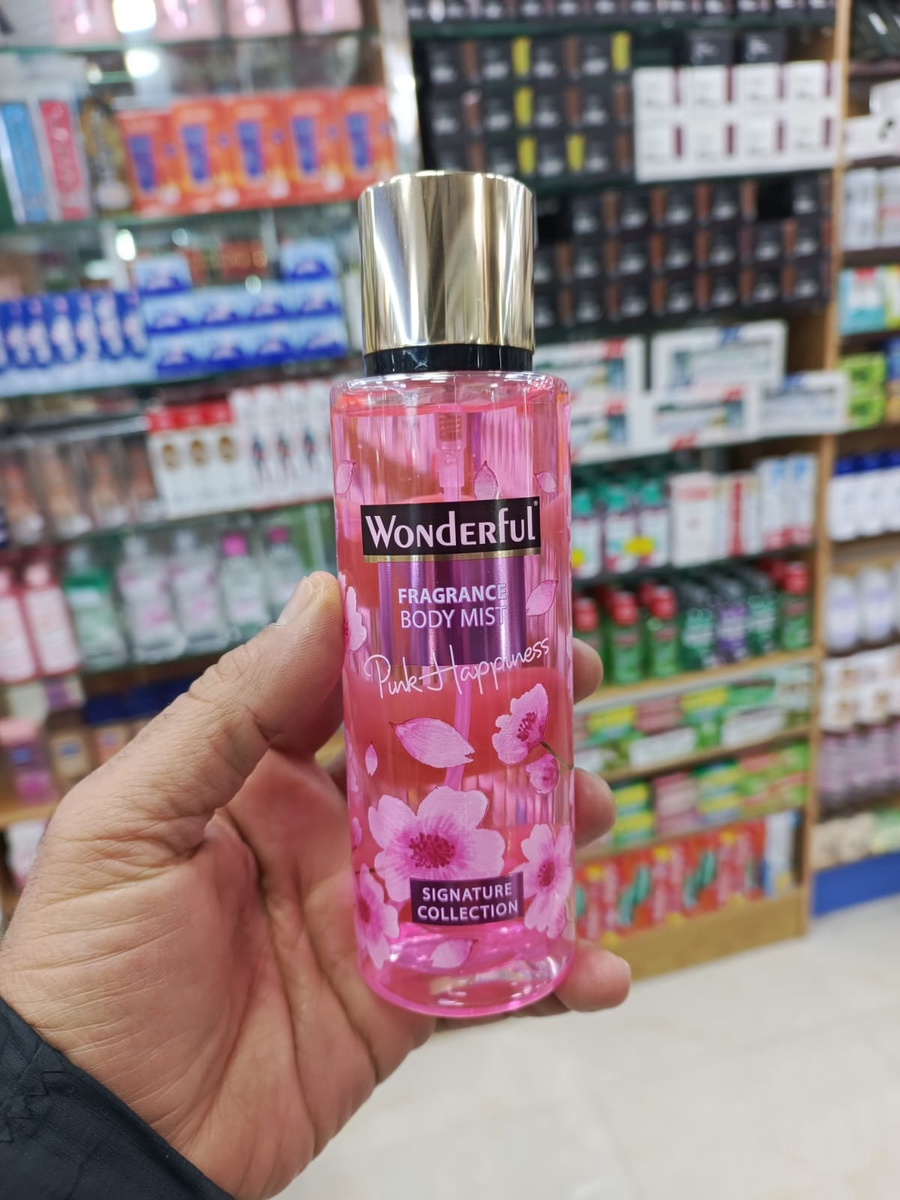 Wonderful
FRAGRANCE
BODY MIST
Pink Happiness
SIGNATURE
COLLECTION